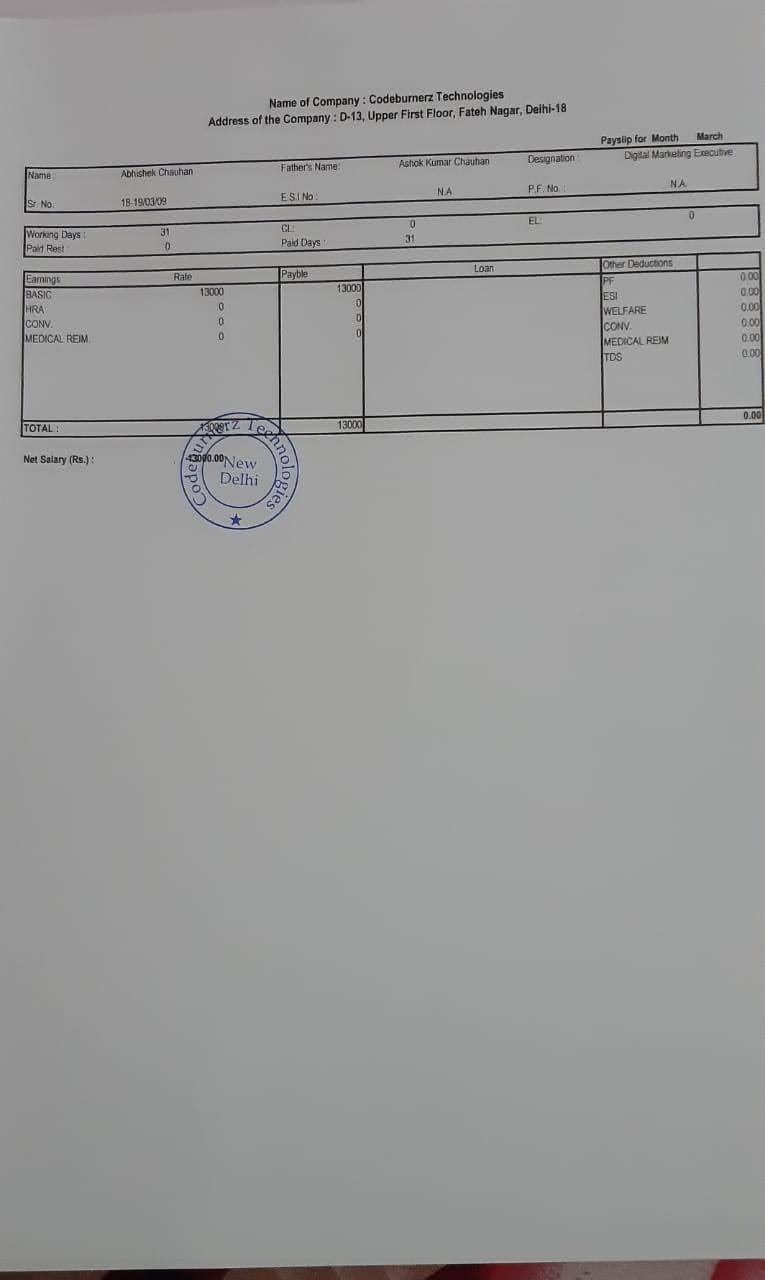 Name of Company : Codeburnerz Technologies
Address of the Company : D-13, Upper First Floor, Fateh Nagar, Delhi-18
Payslip for Month March
Name : Abhishek Chauhan Father's Name: Ashok Kumar Chauhan Designation : Digital Marketing Executive
Sr. No. 18-19/03/09 E.S.I No : N.A P.F. No. : N.A.
Working Days : 31 CL: 0 EL: 0
Paid Rest : 0 Paid Days : 31
Earnings Rate Payble Loan Other Deductions
BASIC 13000 13000 PF 0.00
HRA 0 0 ESI 0.00
CONV. 0 0 WELFARE 0.00
MEDICAL REIM. 0 0 CONV. 0.00
MEDICAL REIM 0.00
TDS 0.00
TOTAL : 13000 13000 0.00
Net Salary (Rs.) : 13000.00
Codeburnerz Technologies
New
Delhi